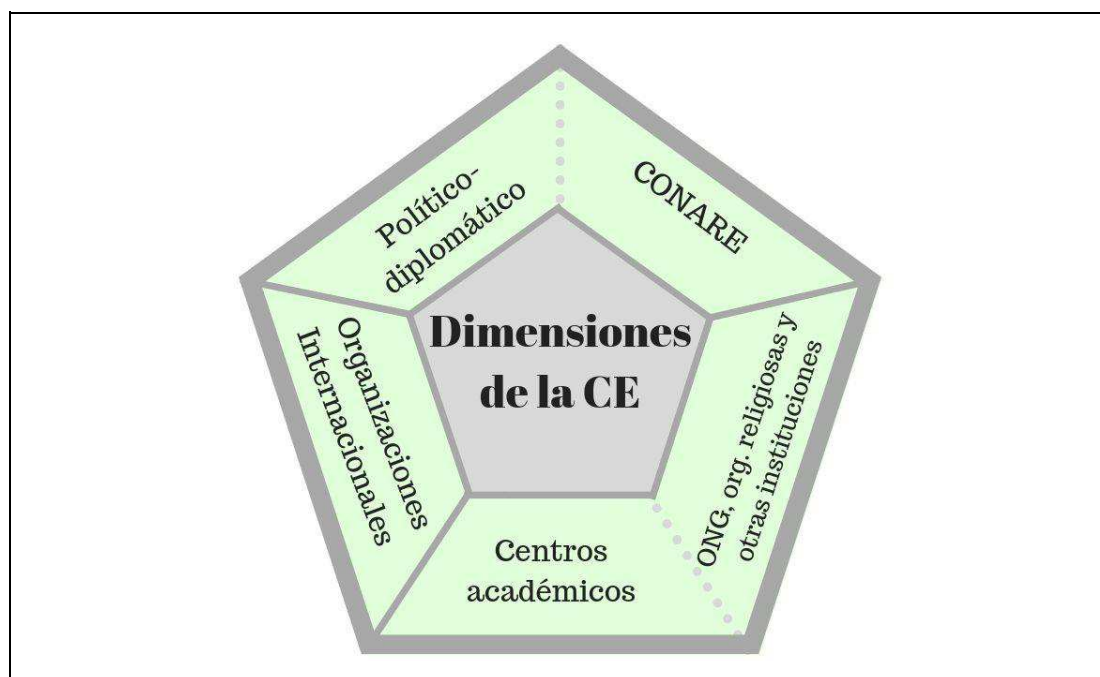 Político-
diplomático
CONARE
Dimensiones
de la CE
Organizaciones
Internacionales
ONG, org. religiosas y
otras instituciones
Centros
académicos